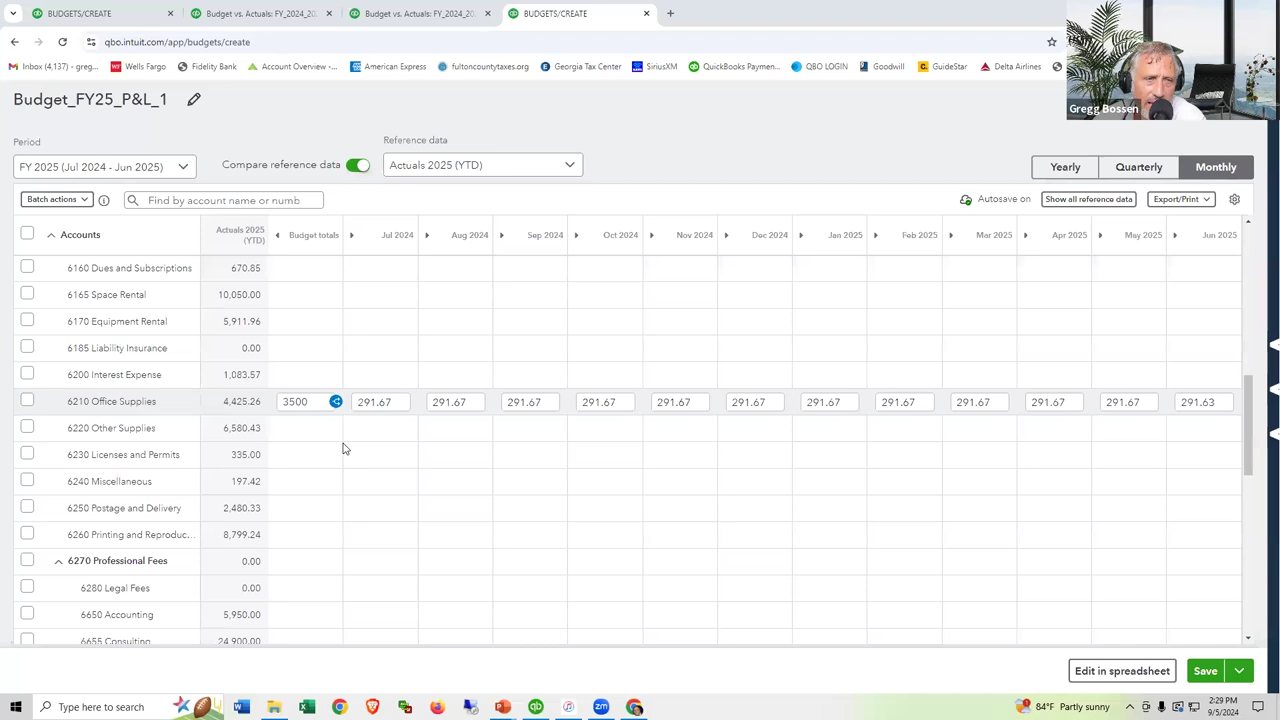 BUDGETS/CREATE
Budget vs. Actuals: FY_2024_202
Budget vs. Actuals: FY_2024_202
BUDGETS/CREATE
qbo.intuit.com/app/budgets/create
Inbox (4,137) - greg... Wells Fargo Fidelity Bank Account Overview -... American Express fultoncountytaxes.org Georgia Tax Center SiriusXM QuickBooks Paymen... QBO LOGIN Goodwill GuideStar Delta Airlines
Gregg Bossen
Budget_FY25_P&L_1
Period
Reference data
FY 2025 (Jul 2024 - Jun 2025)
Compare reference data
Actuals 2025 (YTD)
Yearly Quarterly Monthly
Batch actions
Find by account name or numb
Autosave on
Show all reference data
Export/Print
Accounts Actuals 2025 (YTD) Budget totals Jul 2024 Aug 2024 Sep 2024 Oct 2024 Nov 2024 Dec 2024 Jan 2025 Feb 2025 Mar 2025 Apr 2025 May 2025 Jun 2025
6160 Dues and Subscriptions 670.85
6165 Space Rental 10,050.00
6170 Equipment Rental 5,911.96
6185 Liability Insurance 0.00
6200 Interest Expense 1,083.57
6210 Office Supplies 4,425.26 3500 291.67 291.67 291.67 291.67 291.67 291.67 291.67 291.67 291.67 291.67 291.67 291.63
6220 Other Supplies 6,580.43
6230 Licenses and Permits 335.00
6240 Miscellaneous 197.42
6250 Postage and Delivery 2,480.33
6260 Printing and Reproduc... 8,799.24
6270 Professional Fees 0.00
6280 Legal Fees 0.00
6650 Accounting 5,950.00
6655 Consulting 24,900.00
Edit in spreadsheet
Save
Type here to search
84°F Partly sunny
2:29 PM
9/5/2024